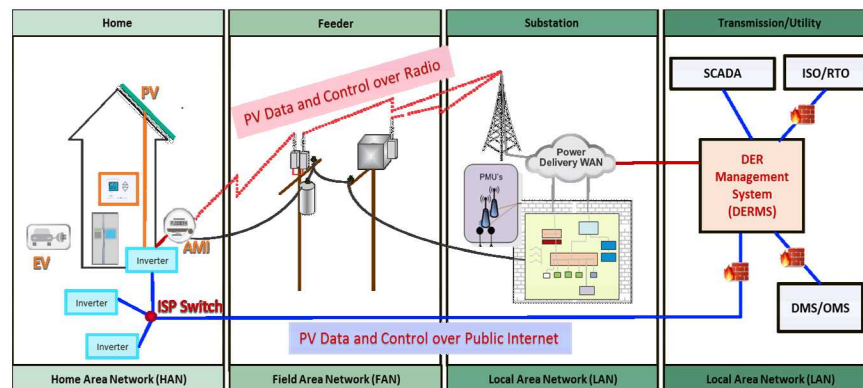 Home
Feeder
Substation
Transmission/Utility
PV
PV Data and Control over Radio
SCADA
ISO/RTO
Power
Delivery WAN
PMU's
DER
Management
System
(DERMS)
EV
AMI
Inverter
Inverter
ISP Switch
Inverter
PV Data and Control over Public Internet
DMS/OMS
Home Area Network (HAN)
Field Area Network (FAN)
Local Area Network (LAN)
Local Area Network (LAN)